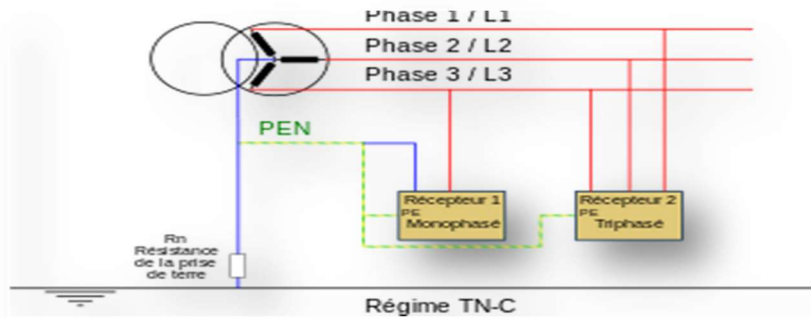 Phase 1 / L1
Phase 2 / L2
Phase 3 / L3
PEN
Récepteur 1
PE
Monophasé
Récepteur 2
PE
Triphasé
Rn
Résistance
de la prise
de terre
Régime TN-C